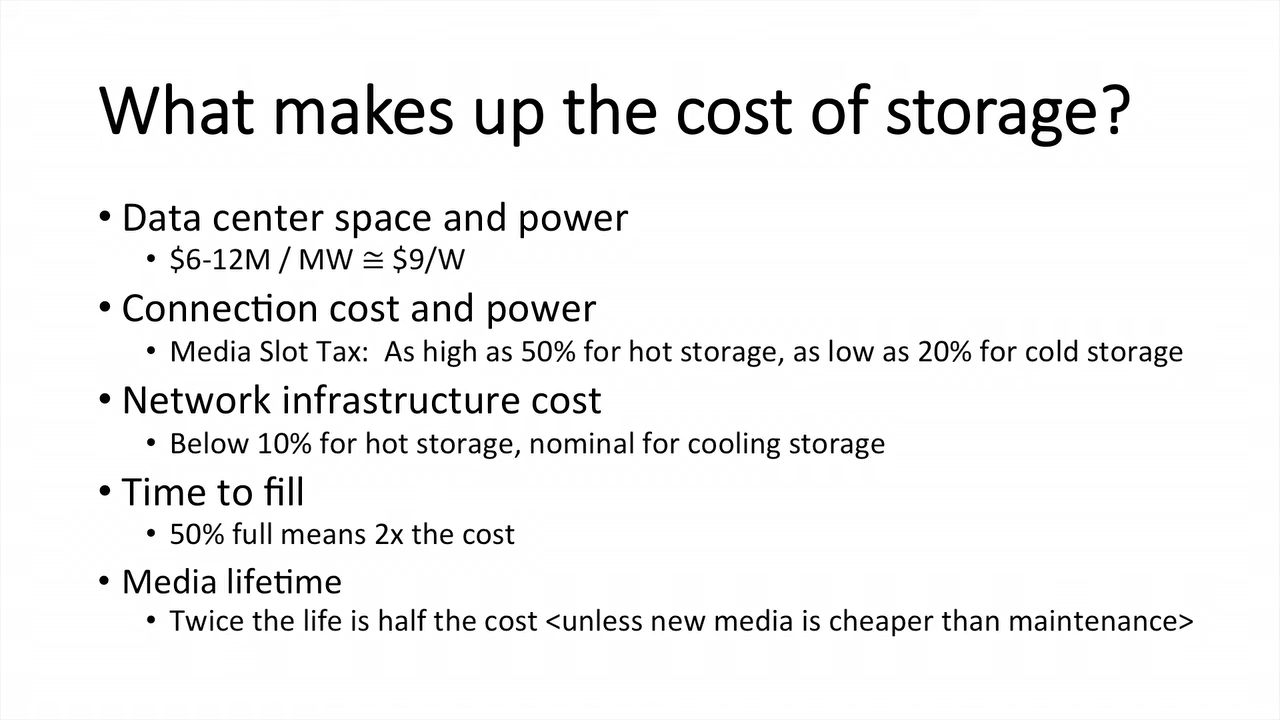 What makes up the cost of storage?
• Data center space and power
• $6-12M / MW ≅ $9/W
• Connection cost and power
• Media Slot Tax:  As high as 50% for hot storage, as low as 20% for cold storage
• Network infrastructure cost
• Below 10% for hot storage, nominal for cooling storage
• Time to fill
• 50% full means 2x the cost
• Media lifetime
• Twice the life is half the cost <unless new media is cheaper than maintenance>